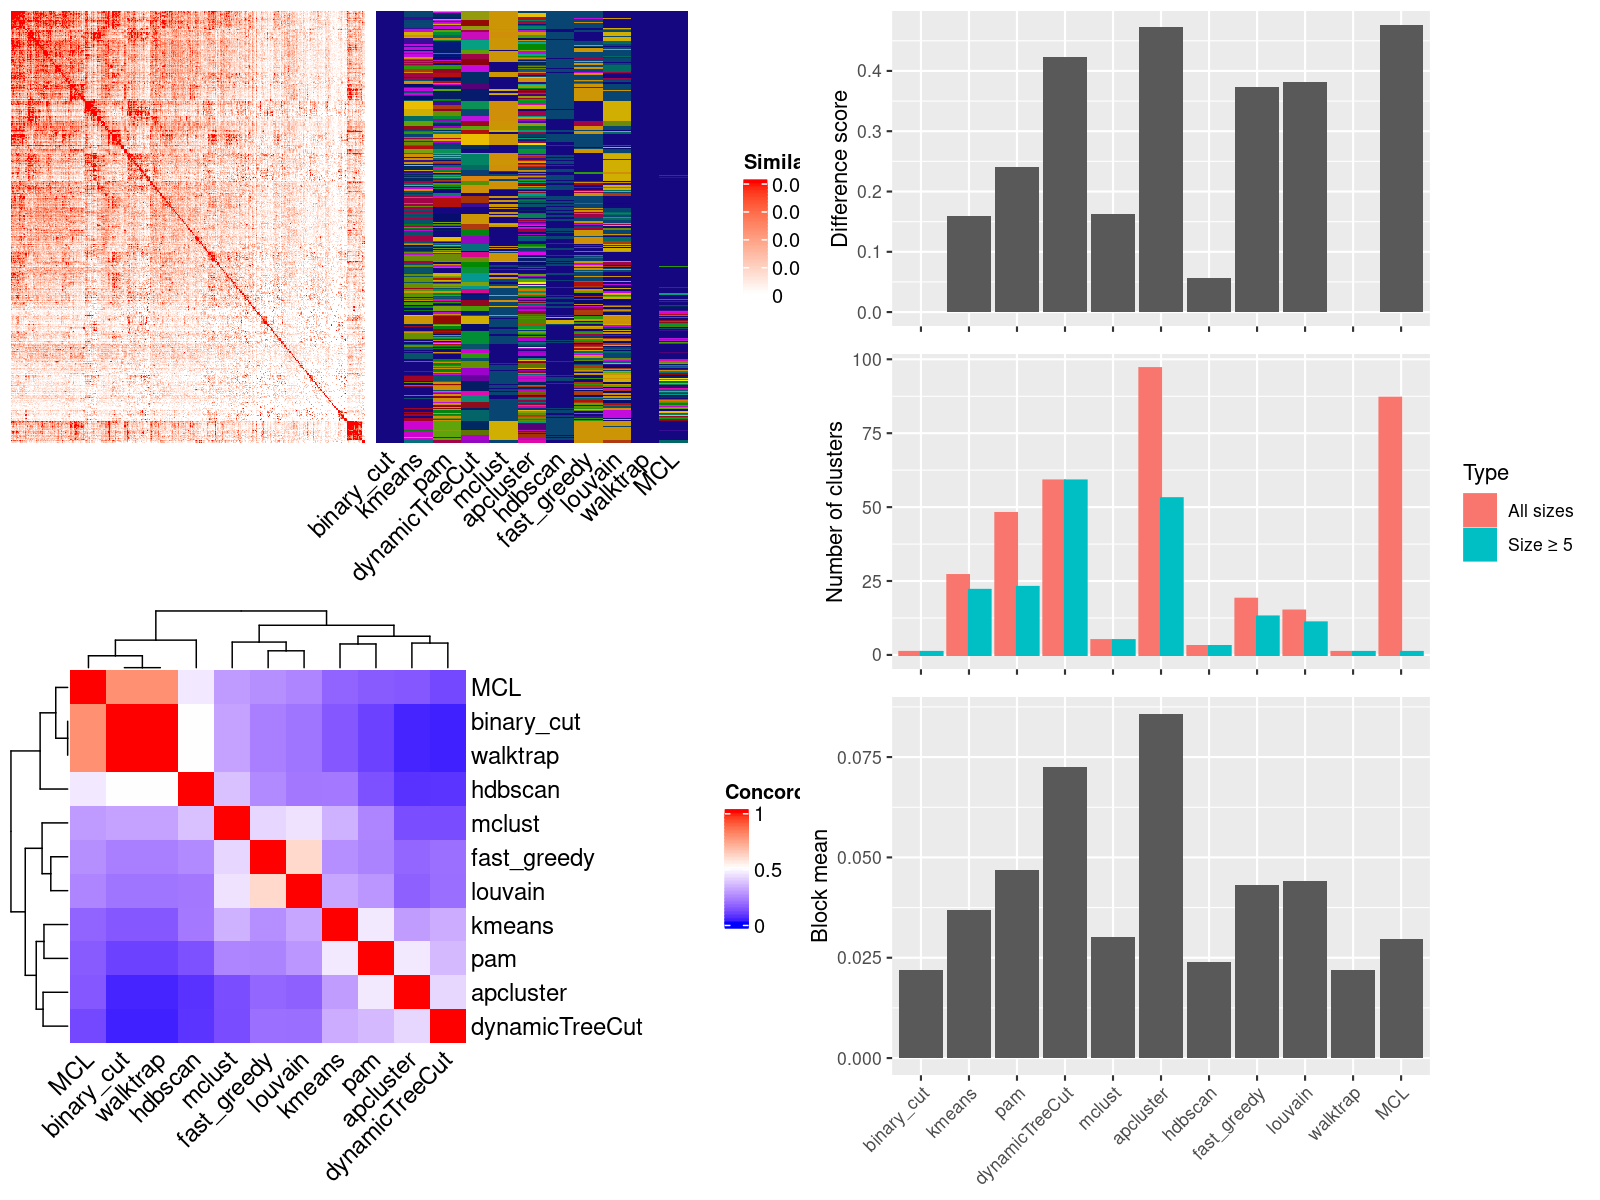 Simila
0.0
0.0
0.0
0.0
0
binary_cut
kmeans
pam
dynamicTreeCut
mclust
apcluster
hdbscan
fast_greedy
louvain
walktrap
MCL
MCL
binary_cut
walktrap
hdbscan
mclust
fast_greedy
louvain
kmeans
pam
apcluster
dynamicTreeCut
MCL
binary_cut
walktrap
hdbscan
mclust
fast_greedy
louvain
kmeans
pam
apcluster
dynamicTreeCut
Concord
1
0.5
0
Difference score
0.4
0.3
0.2
0.1
0.0
Number of clusters
100
75
50
25
0
Type
All sizes
Size ≥ 5
Block mean
0.075
0.050
0.025
0.000
binary_cut
kmeans
pam
dynamicTreeCut
mclust
apcluster
hdbscan
fast_greedy
louvain
walktrap
MCL